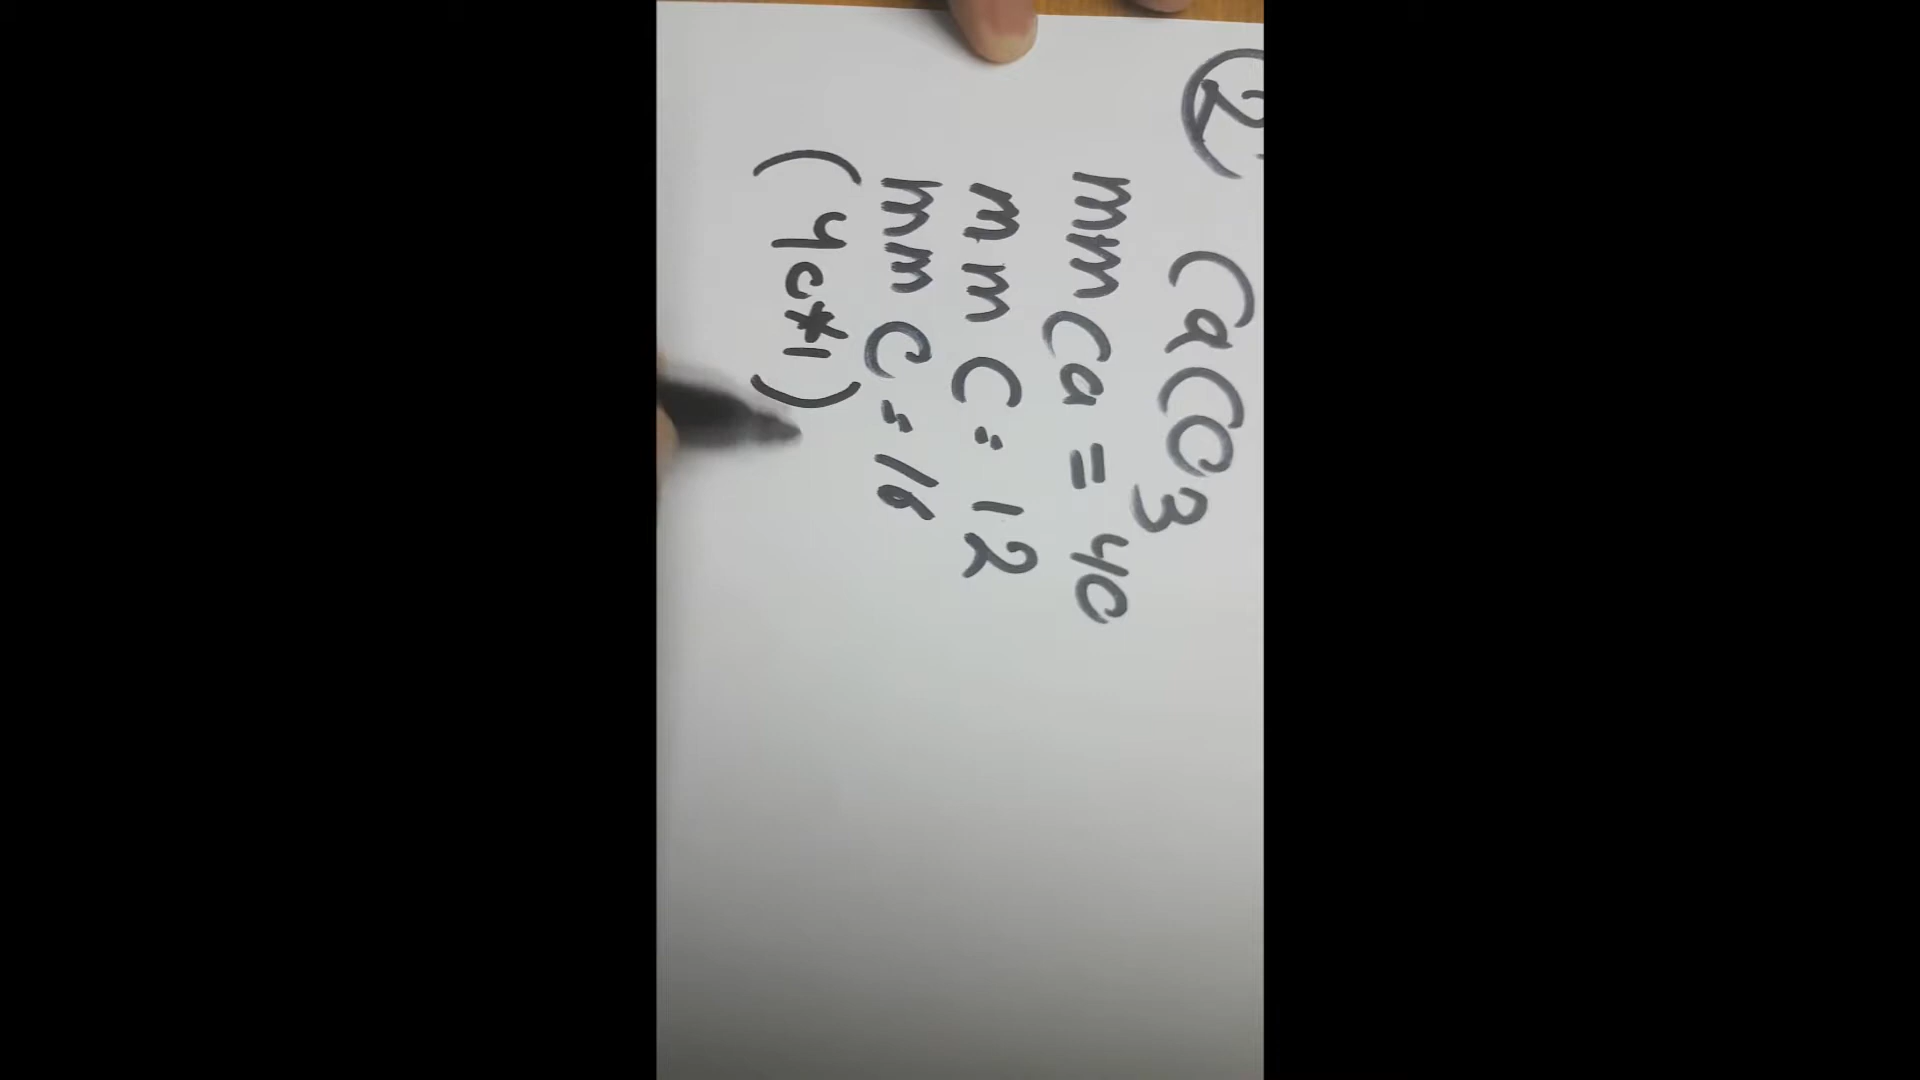 2 CaCO3
mm Ca = 40
mm C = 12
mm C = 16
(40*1)